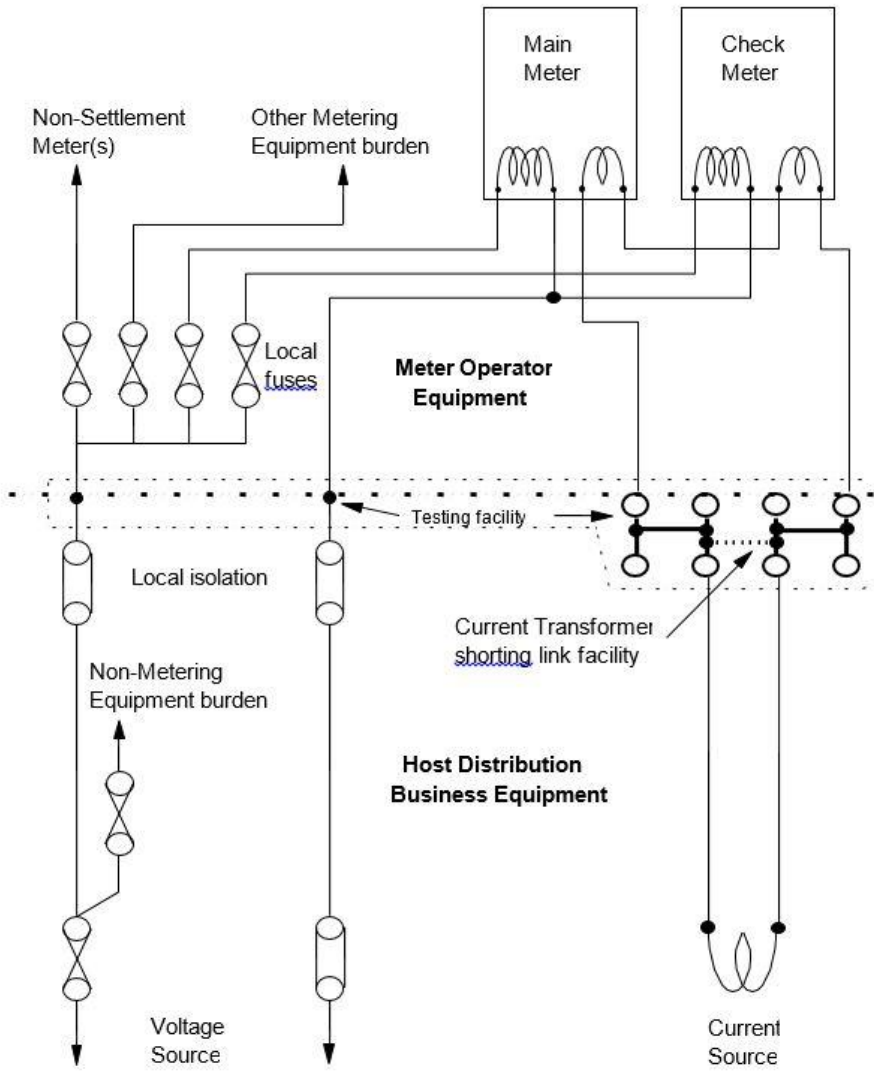 Main
Meter
Check
Meter
Non-Settlement
Meter(s)
Other Metering
Equipment burden
Local
fuses
Meter Operator
Equipment
Testing facility
Local isolation
Current Transformer
shorting link facility
Non-Metering
Equipment burden
Host Distribution
Business Equipment
Voltage
Source
Current
Source